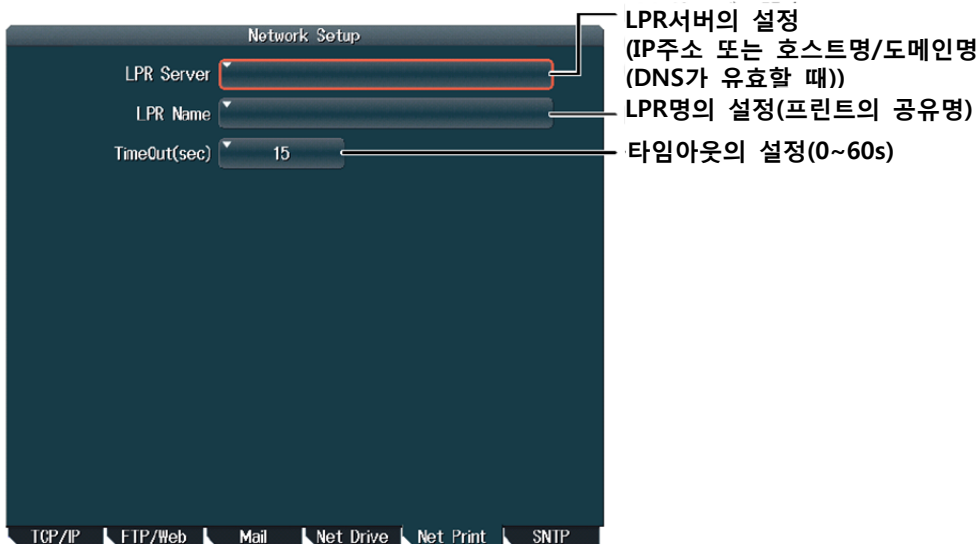 Network Setup
LPR Server
LPR Name
TimeOut(sec) 15
LPR서버의 설정
(IP주소 또는 호스트명/도메인명
(DNS가 유효할 때))
LPR명의 설정(프린트의 공유명)
타임아웃의 설정(0~60s)
TCP/IP FTP/Web Mail Net Drive Net Print SNTP